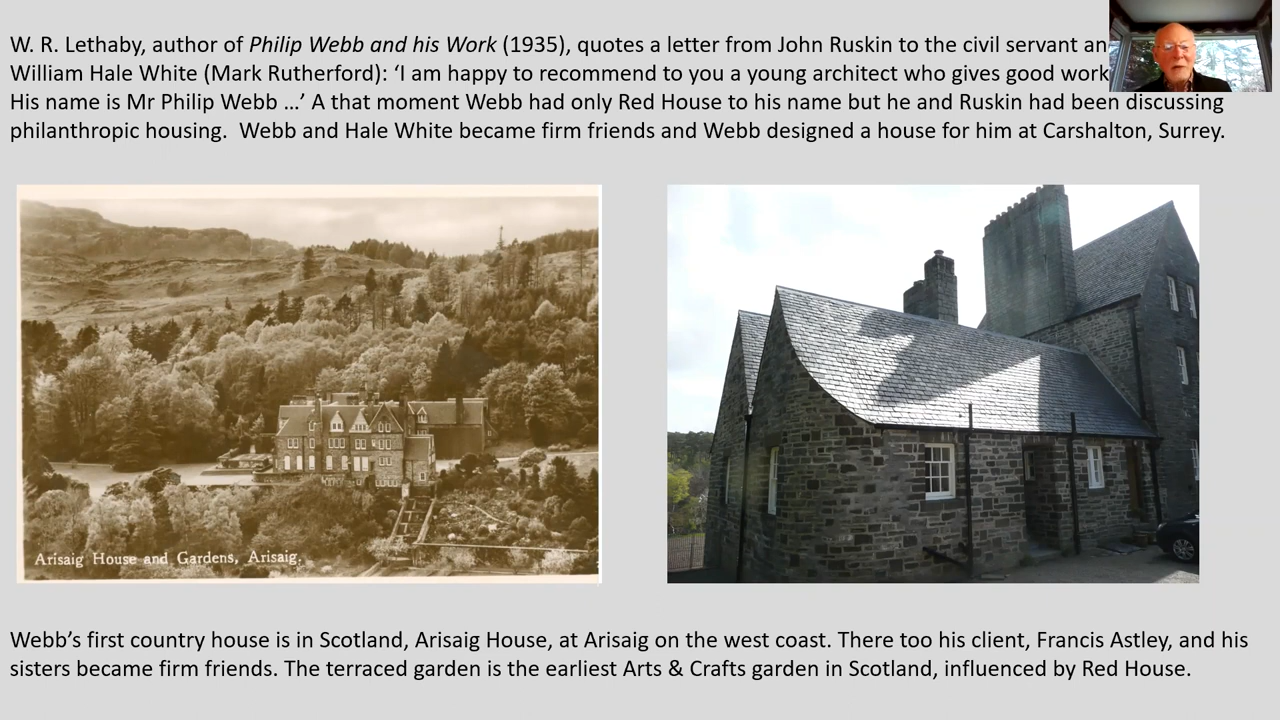 W. R. Lethaby, author of Philip Webb and his Work (1935), quotes a letter from John Ruskin to the civil servant an
William Hale White (Mark Rutherford): ‘I am happy to recommend to you a young architect who gives good work
His name is Mr Philip Webb ...’ A that moment Webb had only Red House to his name but he and Ruskin had been discussing
philanthropic housing. Webb and Hale White became firm friends and Webb designed a house for him at Carshalton, Surrey.
Arisaig House and Gardens, Arisaig.
Webb’s first country house is in Scotland, Arisaig House, at Arisaig on the west coast. There too his client, Francis Astley, and his
sisters became firm friends. The terraced garden is the earliest Arts & Crafts garden in Scotland, influenced by Red House.